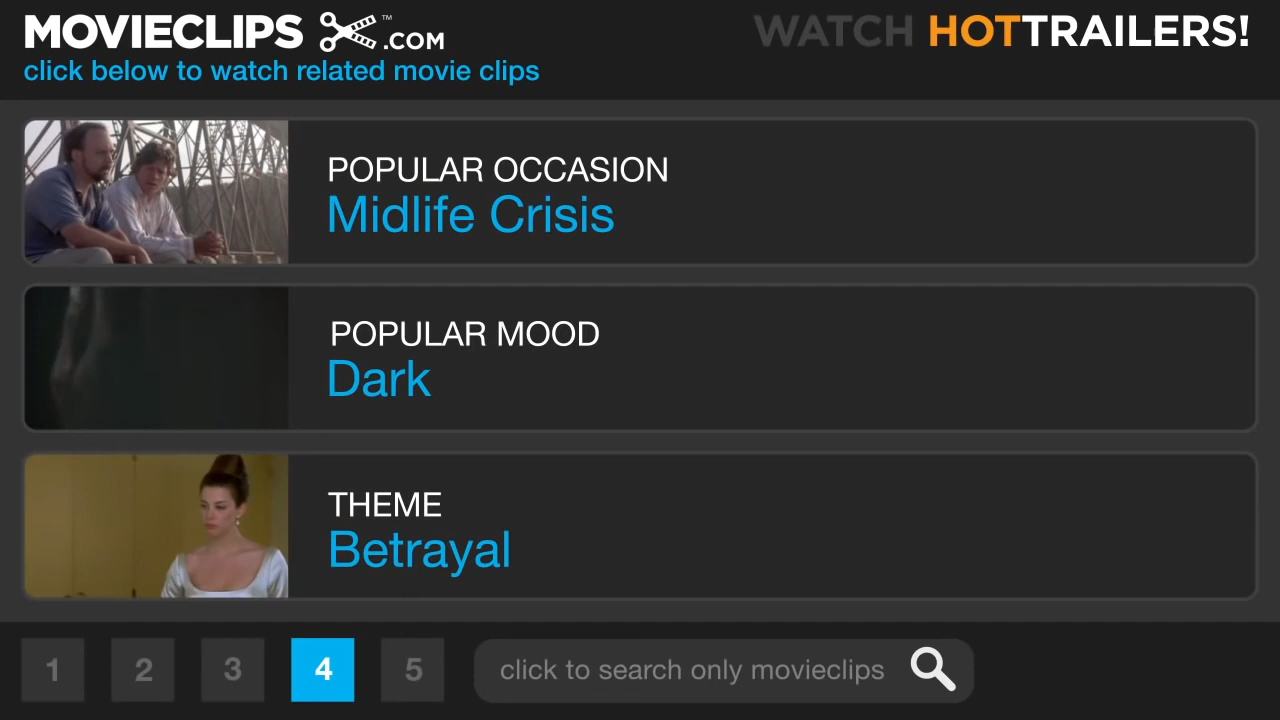 MOVIECLIPS ™.COM
WATCH HOTTRAILERS!
click below to watch related movie clips
POPULAR OCCASION
Midlife Crisis
POPULAR MOOD
Dark
THEME
Betrayal
1 2 3 4 5 click to search only movieclips